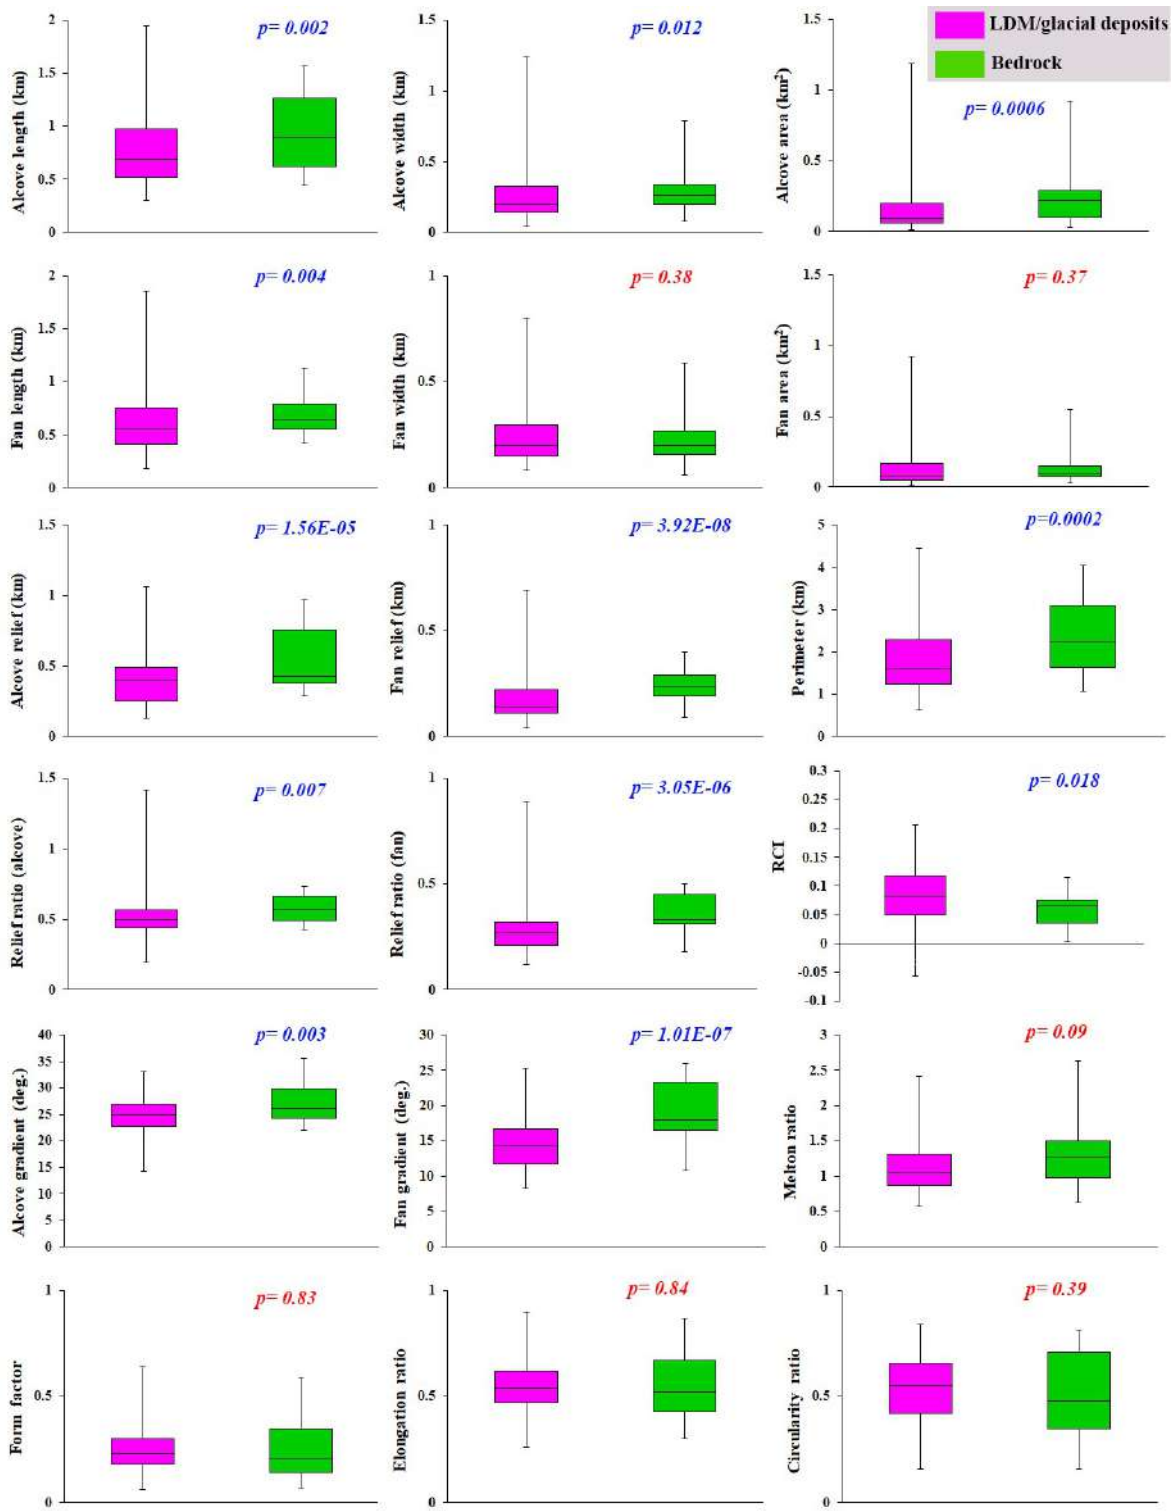 LDM/glacial deposits
Bedrock
Alcove length (km)
2
1.5
1
0.5
0
p= 0.002
Alcove width (km)
1.5
1
0.5
0
p= 0.012
Alcove area (km²)
1.5
1
0.5
0
p= 0.0006
Fan length (km)
2
1.5
1
0.5
0
p= 0.004
Fan width (km)
1
0.5
0
p= 0.38
Fan area (km²)
1.5
1
0.5
0
p= 0.37
Alcove relief (km)
1.5
1
0.5
0
p= 1.56E-05
Fan relief (km)
1
0.5
0
p= 3.92E-08
Perimeter (km)
5
4
3
2
1
0
p=0.0002
Relief ratio (alcove)
1.5
1
0.5
0
p= 0.007
Relief ratio (fan)
1
0.5
0
p= 3.05E-06
RCI
0.3
0.25
0.2
0.15
0.1
0.05
0
-0.05
-0.1
p= 0.018
Alcove gradient (deg.)
40
35
30
25
20
15
10
5
0
p= 0.003
Fan gradient (deg.)
30
25
20
15
10
5
0
p= 1.01E-07
Melton ratio
3
2.5
2
1.5
1
0.5
0
p= 0.09
Form factor
1
0.5
0
p= 0.83
Elongation ratio
1
0.5
0
p= 0.84
Circularity ratio
1
0.5
0
p= 0.39